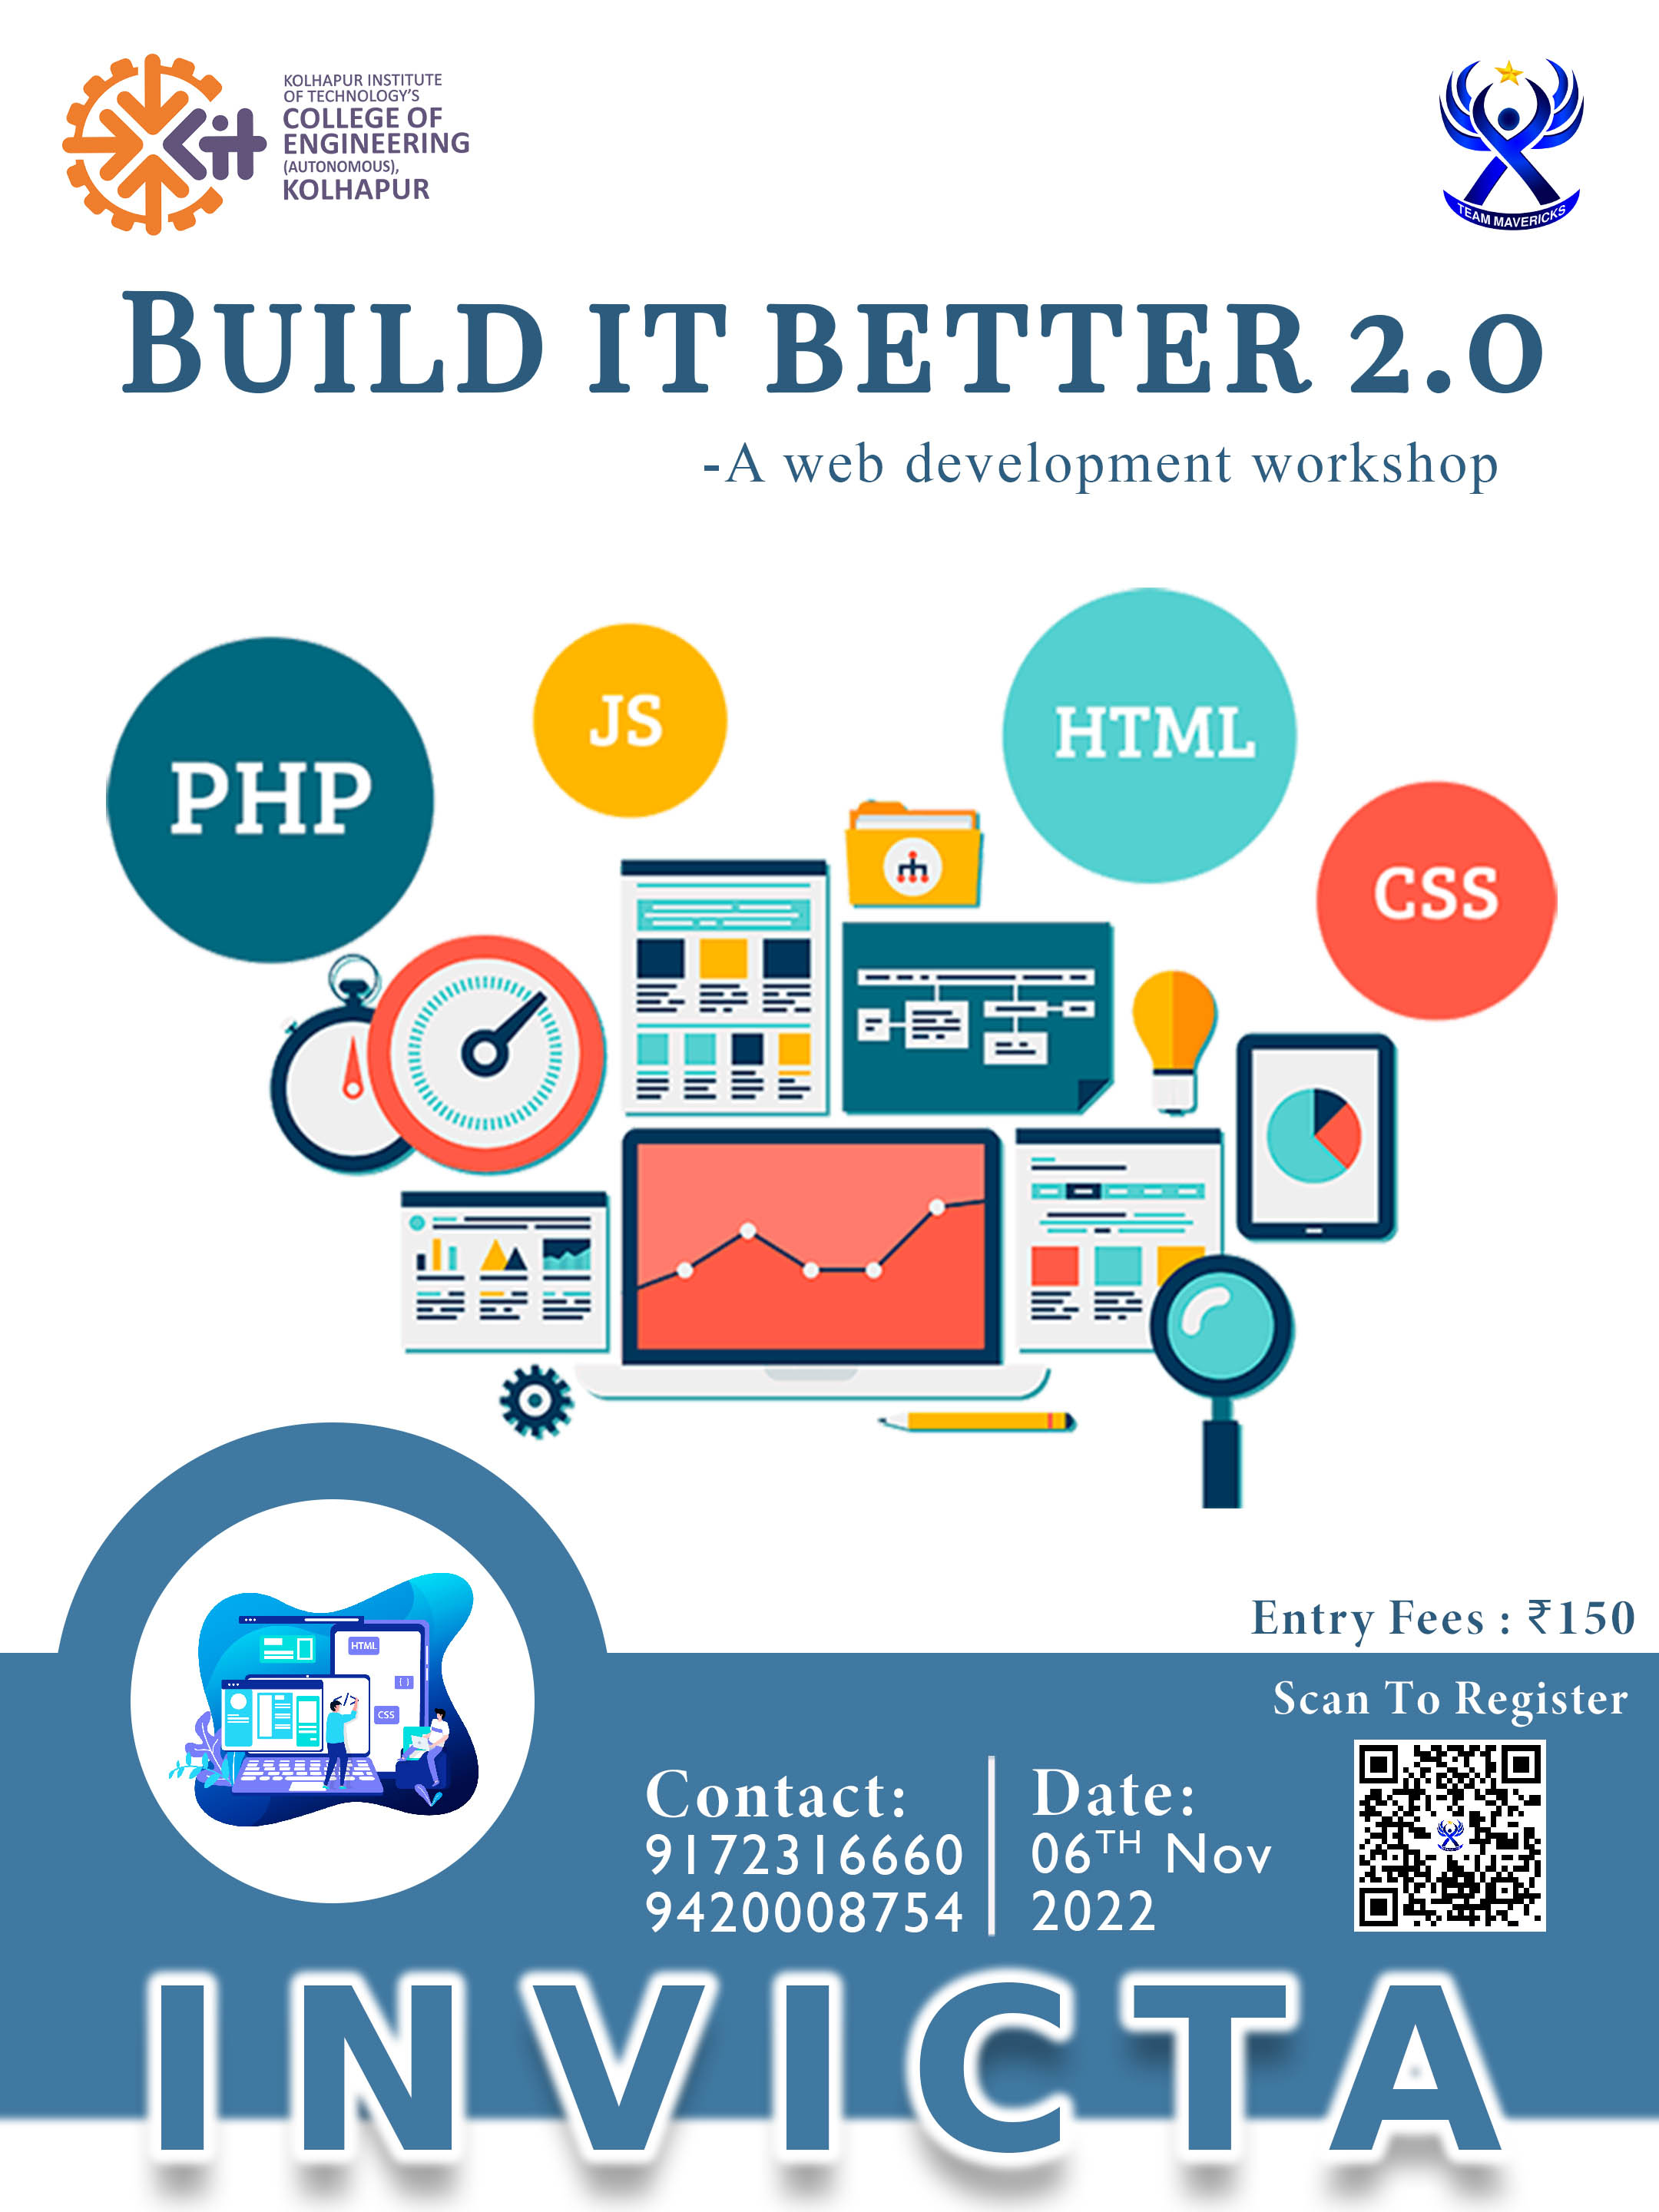 KOLHAPUR INSTITUTE
OF TECHNOLOGY'S
COLLEGE OF
ENGINEERING
(AUTONOMOUS),
KOLHAPUR
kit
TEAM MAVERICKS
BUILD IT BETTER 2.0
-A web development workshop
PHP
JS
HTML
CSS
Entry Fees : ₹150
Scan To Register
HTML
{ }
</>
CSS
Contact:
9172316660
9420008754
Date:
06TH Nov
2022
INVICTA